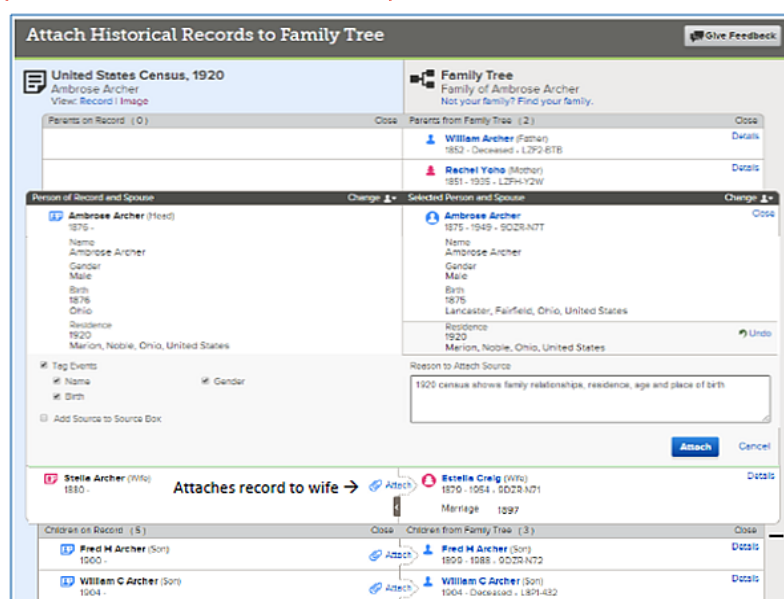 Attach Historical Records to Family Tree
Give Feedback
United States Census, 1920
Ambrose Archer
View: Record | Image
Family Tree
Family of Ambrose Archer
Not your family? Find your family.
Parents on Record (0) Close
Parents from Family Tree (2) Close
William Archer (Father) Details
1852 - Deceased - LZF2-BTB
Rachel Yoho (Mother) Details
1851 - 1935 - LZFH-Y2W
Person of Record and Spouse Change
Selected Person and Spouse Change
Ambrose Archer (Head)
1876 -
Name
Ambrose Archer
Gender
Male
Birth
1876
Ohio
Residence
1920
Marion, Noble, Ohio, United States
Ambrose Archer Close
1875 - 1949 - 9DZR-N7T
Name
Ambrose Archer
Gender
Male
Birth
1875
Lancaster, Fairfield, Ohio, United States
Residence
1920 Undo
Marion, Noble, Ohio, United States
Tag Events
Name Gender
Birth
Add Source to Source Box
Reason to Attach Source
1920 census shows family relationships, residence, age and place of birth
Attach Cancel
Stella Archer (Wife)
1880 -
Attaches record to wife → Attach
Estella Craig (Wife) Details
1879 - 1954 - 9DZR-N71
Marriage 1897
Children on Record (5) Close
Children from Family Tree (3) Close
Fred H Archer (Son) Attach
1900 -
Fred H Archer (Son) Details
1899 - 1988 - 9DZR-N72
William C Archer (Son) Attach
1904 -
William C Archer (Son) Details
1904 - Deceased - L8P1-432